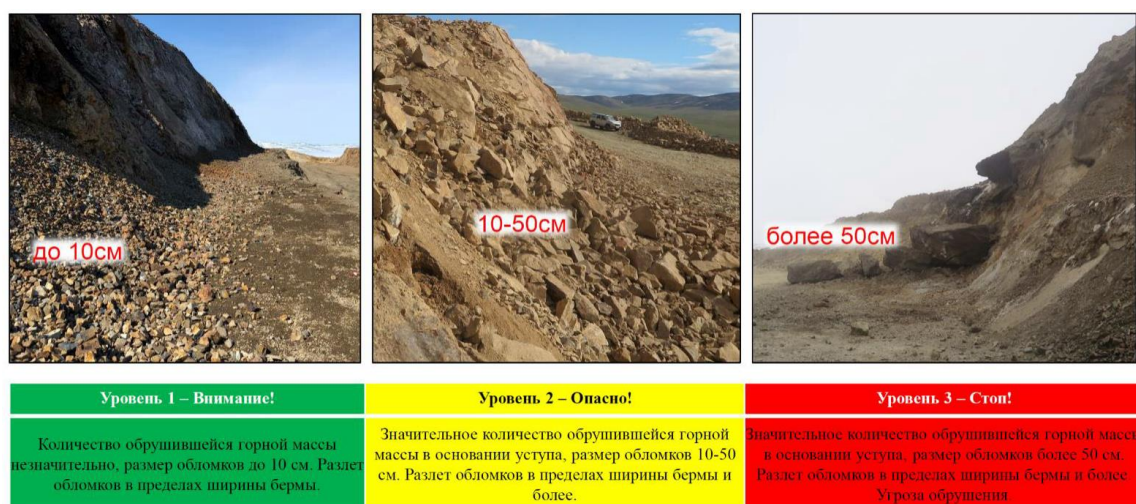 до 10см
10-50см
более 50см
Уровень 1 – Внимание!
Уровень 2 – Опасно!
Уровень 3 – Стоп!
Количество обрушившейся горной массы
незначительно, размер обломков до 10 см. Разлет
обломков в пределах ширины бермы.
Значительное количество обрушившейся горной
массы в основании уступа, размер обломков 10-50
см. Разлет обломков в пределах ширины бермы и
более.
Значительное количество обрушившейся горной массы
в основании уступа, размер обломков более 50 см.
Разлет обломков в пределах ширины бермы и более
Угроза обрушения